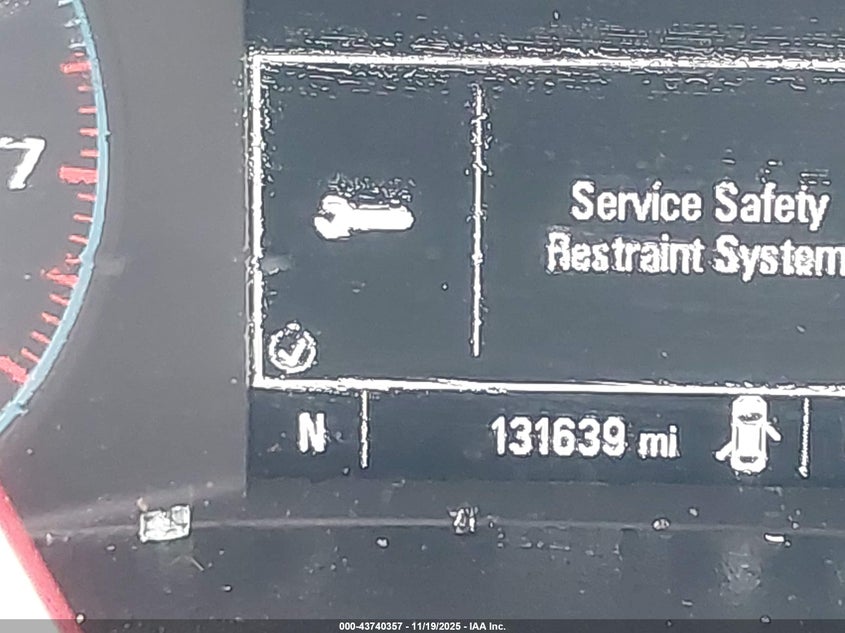 7
Service Safety
Restraint System
N 131639 mi
000-43740357 - 11/19/2025 - IAA Inc.